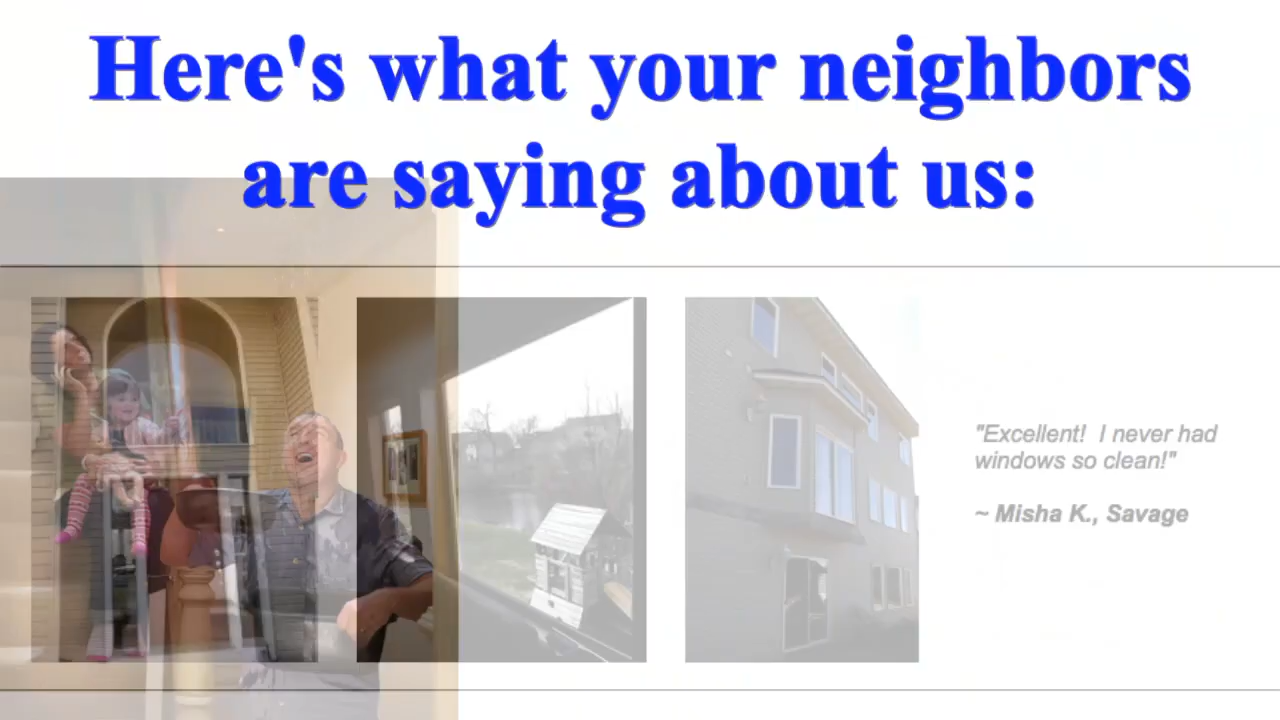 Here's what your neighbors
are saying about us:
"Excellent!  I never had
windows so clean!"
~ Misha K., Savage